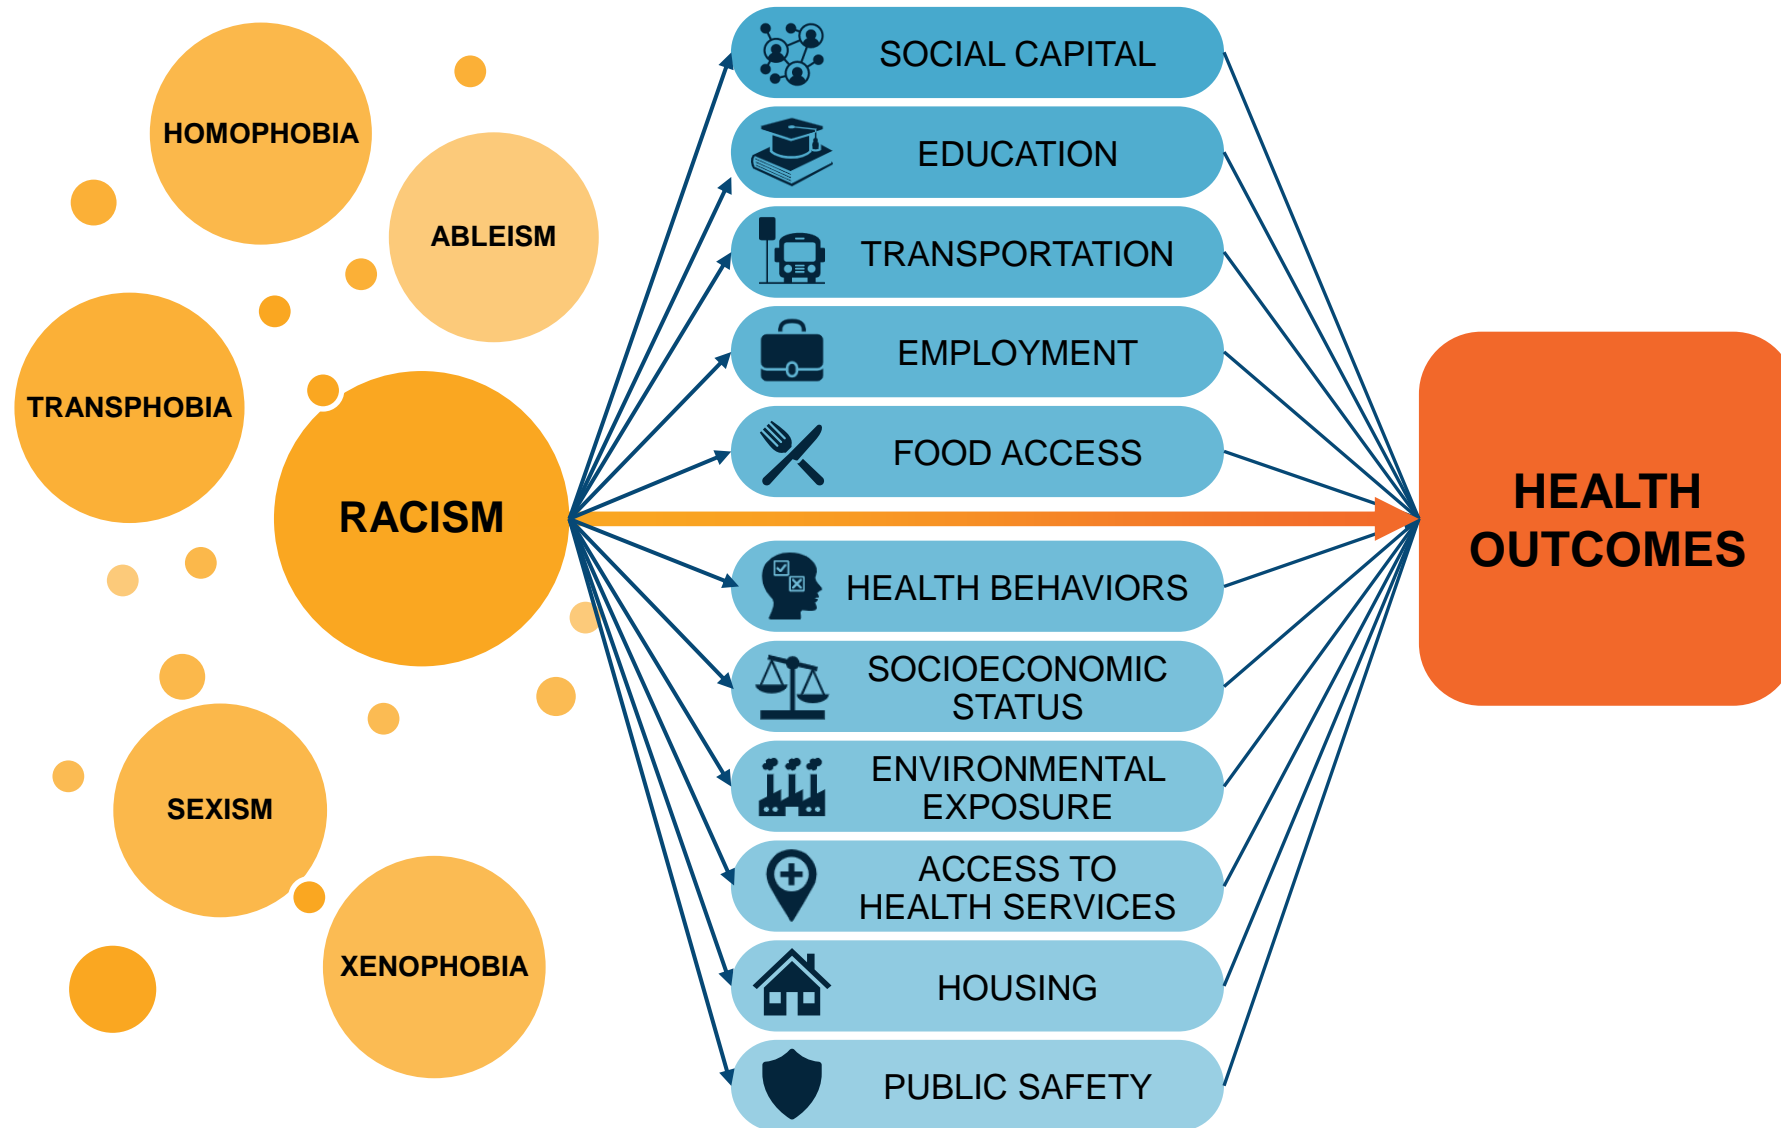 HOMOPHOBIA
ABLEISM
TRANSPHOBIA
RACISM
SEXISM
XENOPHOBIA
SOCIAL CAPITAL
EDUCATION
TRANSPORTATION
EMPLOYMENT
FOOD ACCESS
HEALTH BEHAVIORS
SOCIOECONOMIC
STATUS
ENVIRONMENTAL
EXPOSURE
ACCESS TO
HEALTH SERVICES
HOUSING
PUBLIC SAFETY
HEALTH
OUTCOMES